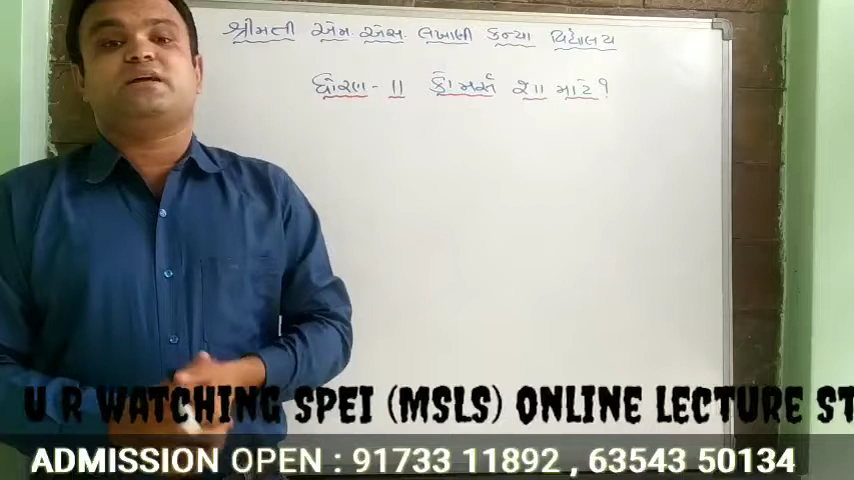 શ્રીમતી એમ એસ. લખાણી કન્યા વિદ્યાલય
ધોરણ - 11 કોમર્સ શા માટે ?
U R WATCHING SPEI (MSLS) ONLINE LECTURE ST
ADMISSION OPEN : 91733 11892 , 63543 50134